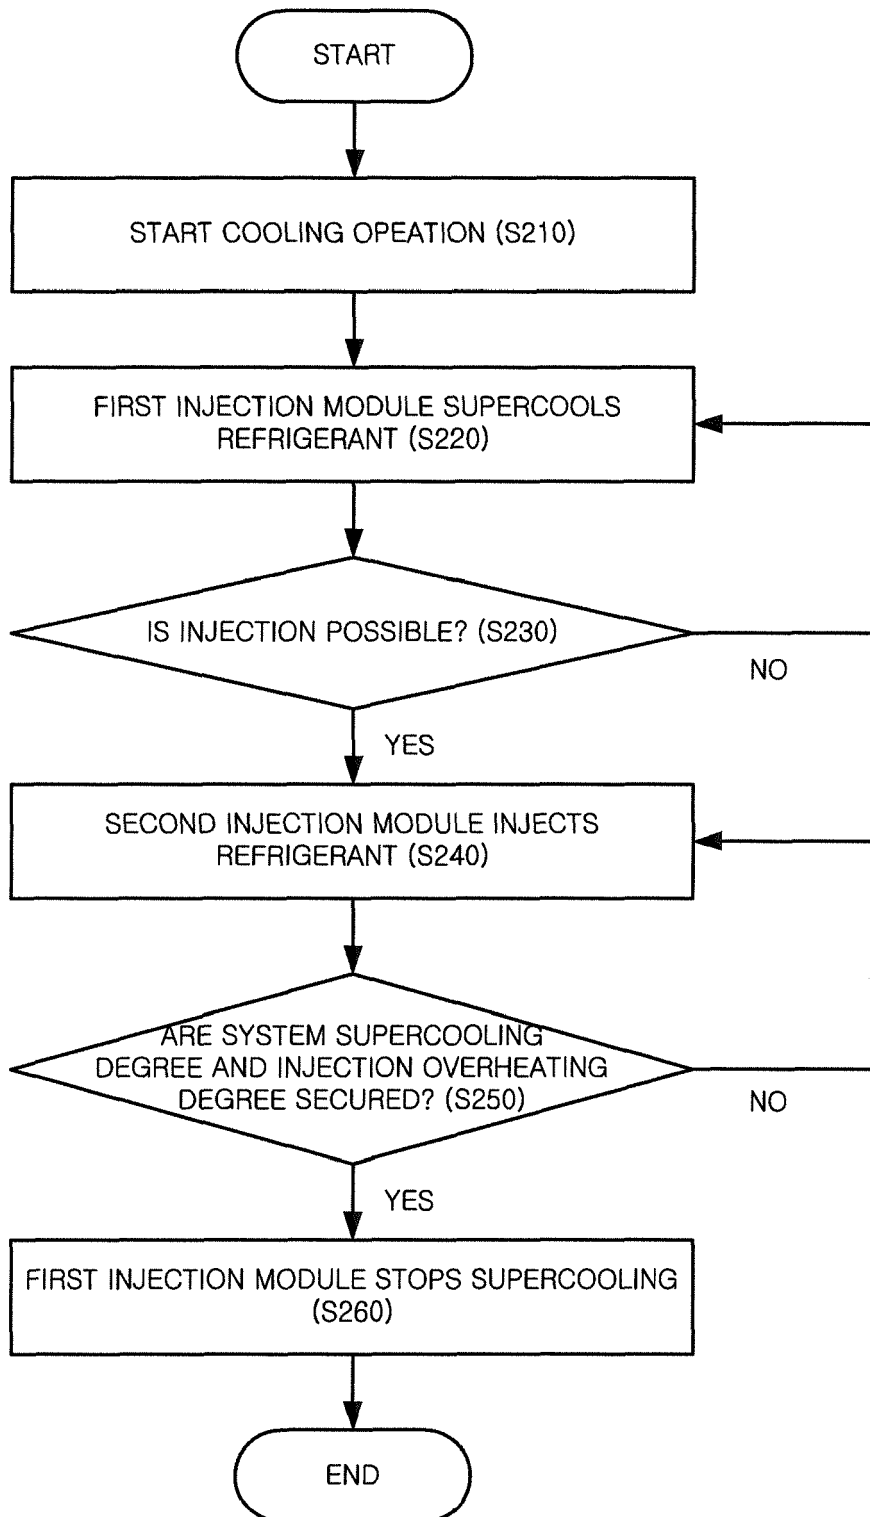 START
START COOLING OPEATION (S210)
FIRST INJECTION MODULE SUPERCOOLS
REFRIGERANT (S220)
IS INJECTION POSSIBLE? (S230)
NO
YES
SECOND INJECTION MODULE INJECTS
REFRIGERANT (S240)
ARE SYSTEM SUPERCOOLING
DEGREE AND INJECTION OVERHEATING
DEGREE SECURED? (S250)
NO
YES
FIRST INJECTION MODULE STOPS SUPERCOOLING
(S260)
END